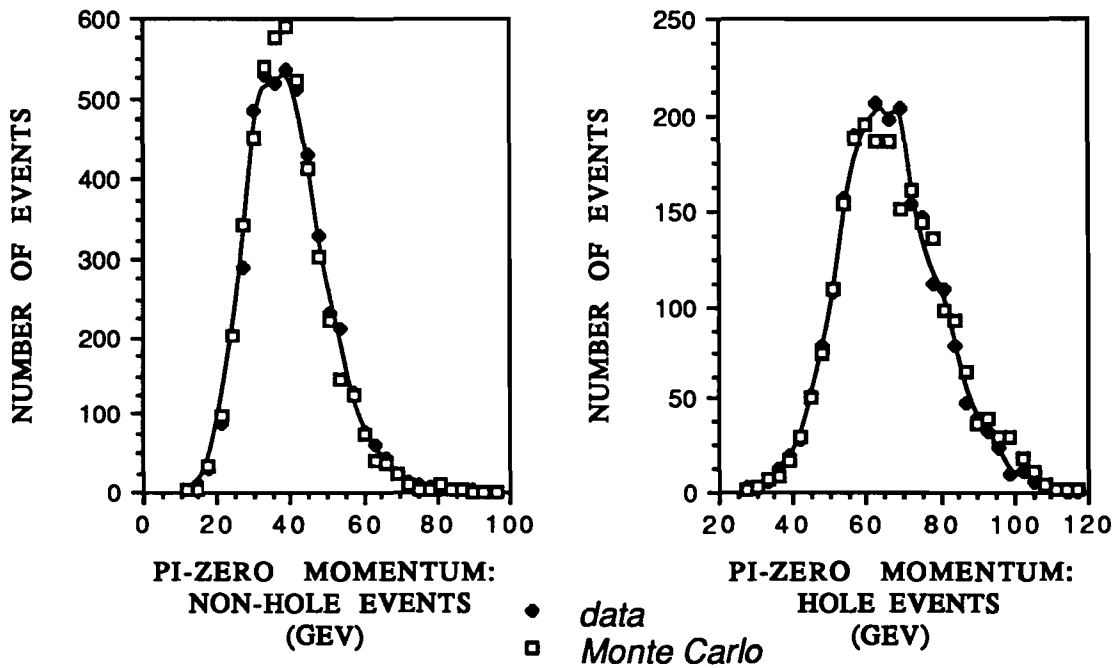 NUMBER OF EVENTS
600
500
400
300
200
100
0
0 20 40 60 80 100
PI-ZERO MOMENTUM:
NON-HOLE EVENTS
(GEV)
NUMBER OF EVENTS
250
200
150
100
50
0
20 40 60 80 100 120
PI-ZERO MOMENTUM:
HOLE EVENTS
(GEV)
data
Monte Carlo